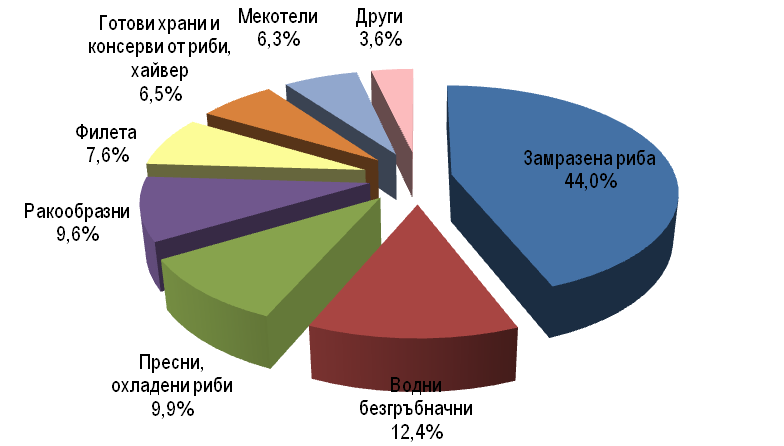 Готови храни и
консерви от риби,
хайвер
6,5%
Мекотели
6,3%
Други
3,6%
Филета
7,6%
Замразена риба
44,0%
Ракообразни
9,6%
Пресни,
охладени риби
9,9%
Водни
безгръбначни
12,4%